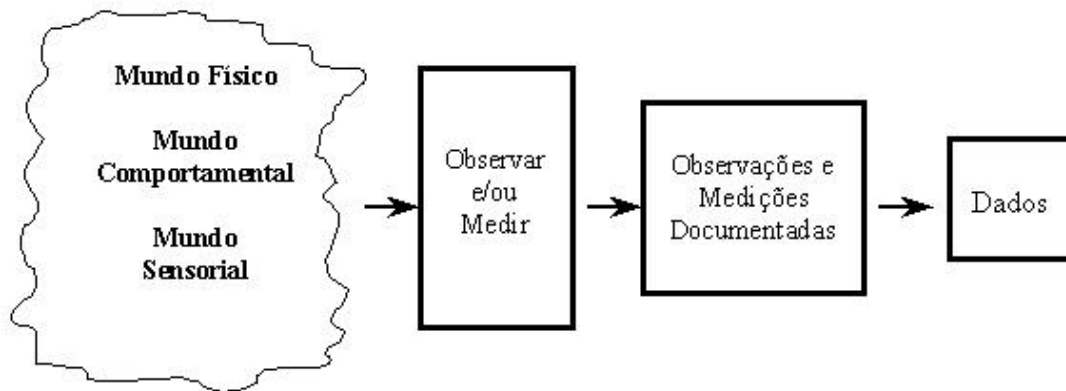 Mundo Físico
Mundo
Comportamental
Mundo
Sensorial
Observar
e/ou
Medir
Observações e
Medições
Documentadas
Dados